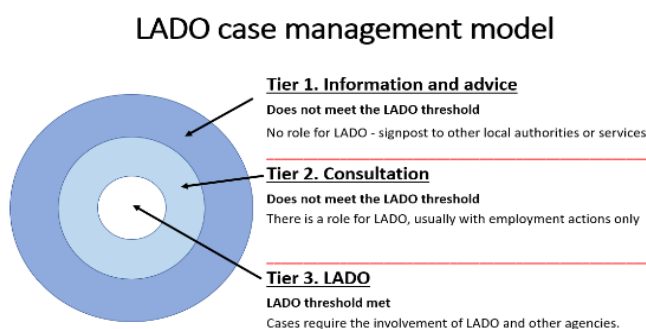 LADO case management model
Tier 1. Information and advice
Does not meet the LADO threshold
No role for LADO - signpost to other local authorities or services
Tier 2. Consultation
Does not meet the LADO threshold
There is a role for LADO, usually with employment actions only
Tier 3. LADO
LADO threshold met
Cases require the involvement of LADO and other agencies.